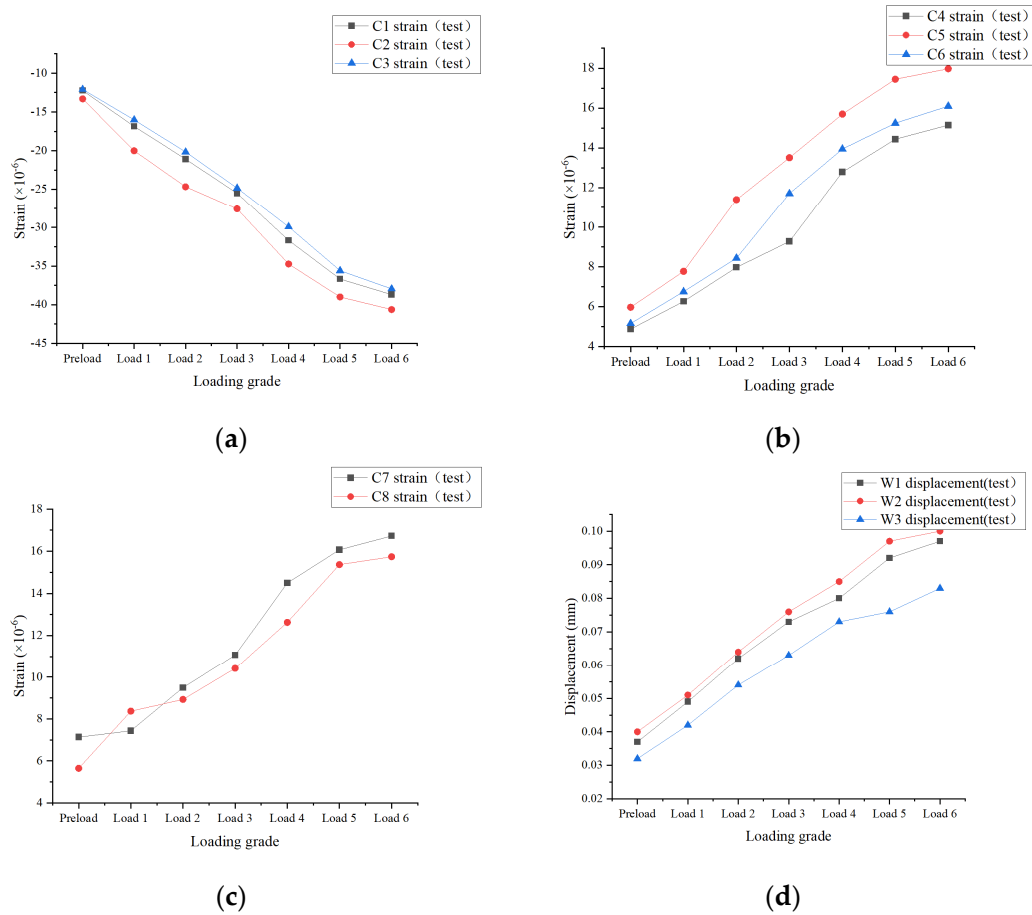 C1 strain（test）
C2 strain（test）
C3 strain（test）
-10
-15
-20
-25
-30
-35
-40
-45
Strain (×10⁻⁶)
Preload Load 1 Load 2 Load 3 Load 4 Load 5 Load 6
Loading grade
(a)
C4 strain（test）
C5 strain（test）
C6 strain（test）
18
16
14
12
10
8
6
4
Strain (×10⁻⁶)
Preload Load 1 Load 2 Load 3 Load 4 Load 5 Load 6
Loading grade
(b)
C7 strain（test）
C8 strain（test）
18
16
14
12
10
8
6
4
Strain (×10⁻⁶)
Preload Load 1 Load 2 Load 3 Load 4 Load 5 Load 6
Loading grade
(c)
W1 displacement(test）
W2 displacement(test）
W3 displacement(test）
0.10
0.09
0.08
0.07
0.06
0.05
0.04
0.03
0.02
Displacement (mm)
Preload Load 1 Load 2 Load 3 Load 4 Load 5 Load 6
Loading grade
(d)